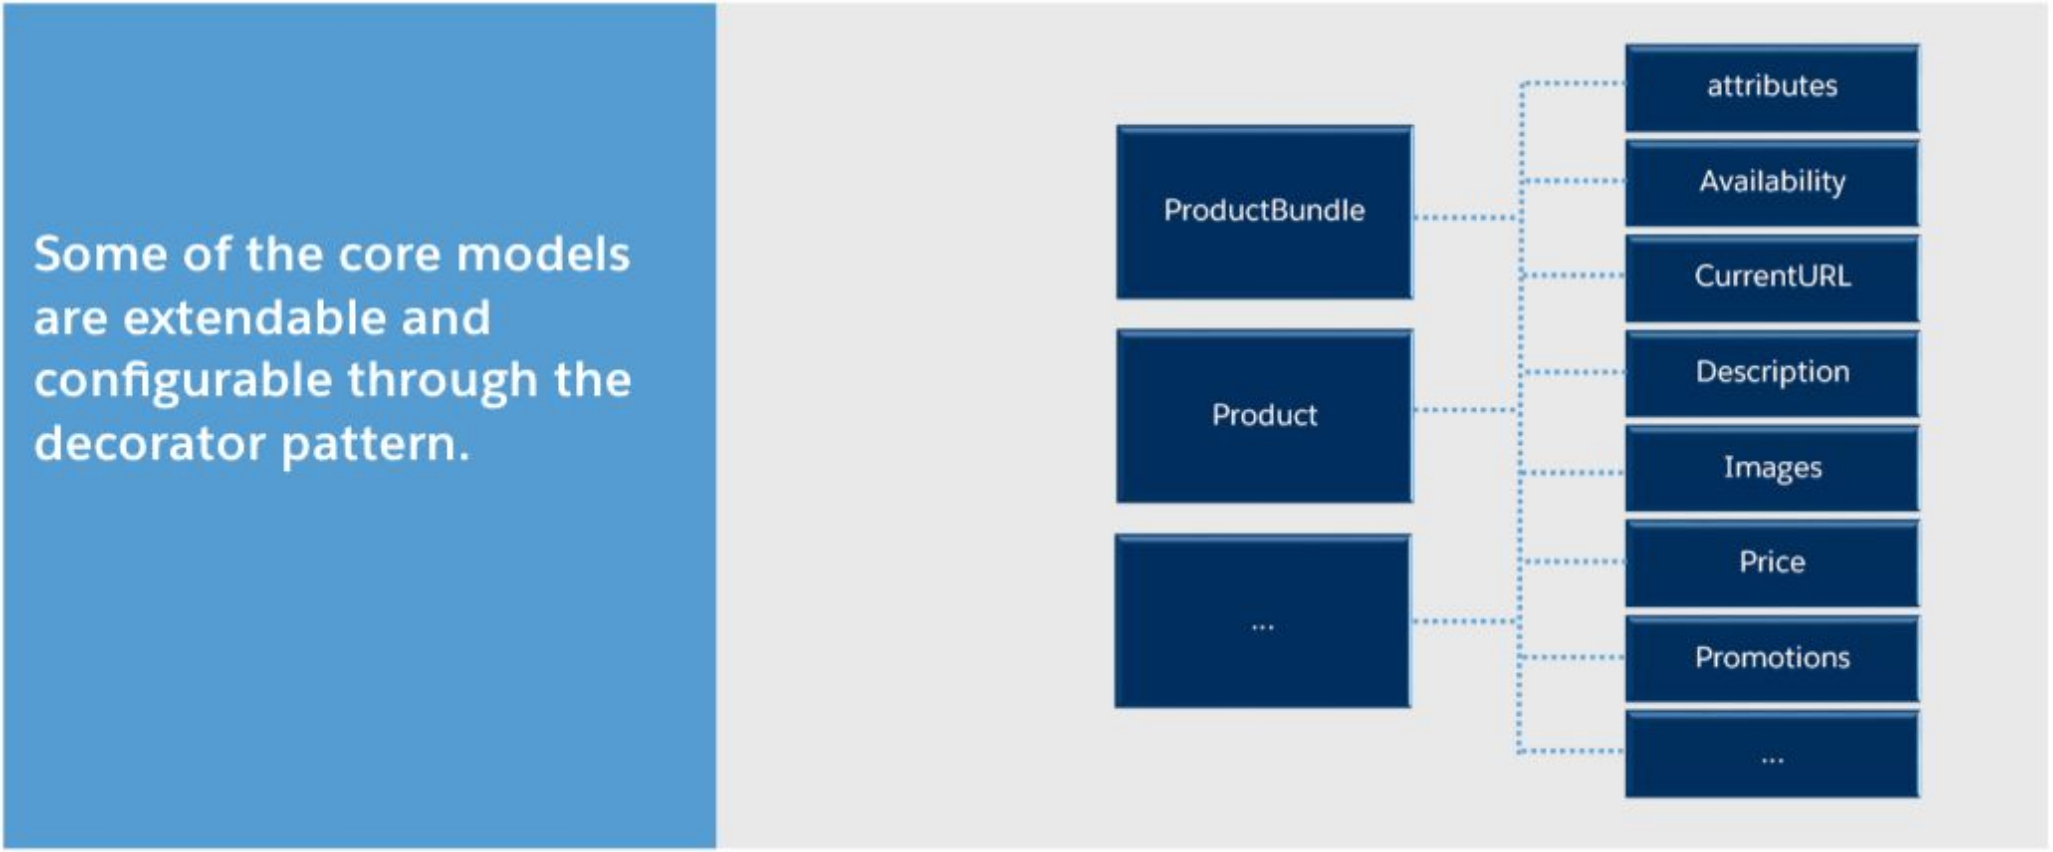 Some of the core models
are extendable and
configurable through the
decorator pattern.
ProductBundle
Product
...
attributes
Availability
CurrentURL
Description
Images
Price
Promotions
...